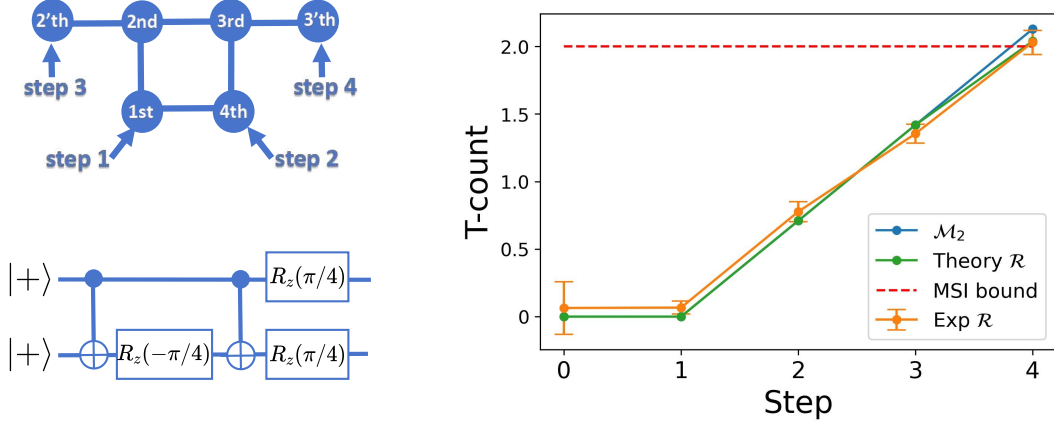 2'th 2nd 3rd 3'th
step 3
step 4
1st 4th
step 1
step 2
|+⟩ R_z(π/4)
|+⟩ R_z(−π/4) R_z(π/4)
T-count
2.0
1.5
1.0
0.5
0
0 1 2 3 4
Step
ℳ₂
Theory ℛ
MSI bound
Exp ℛ